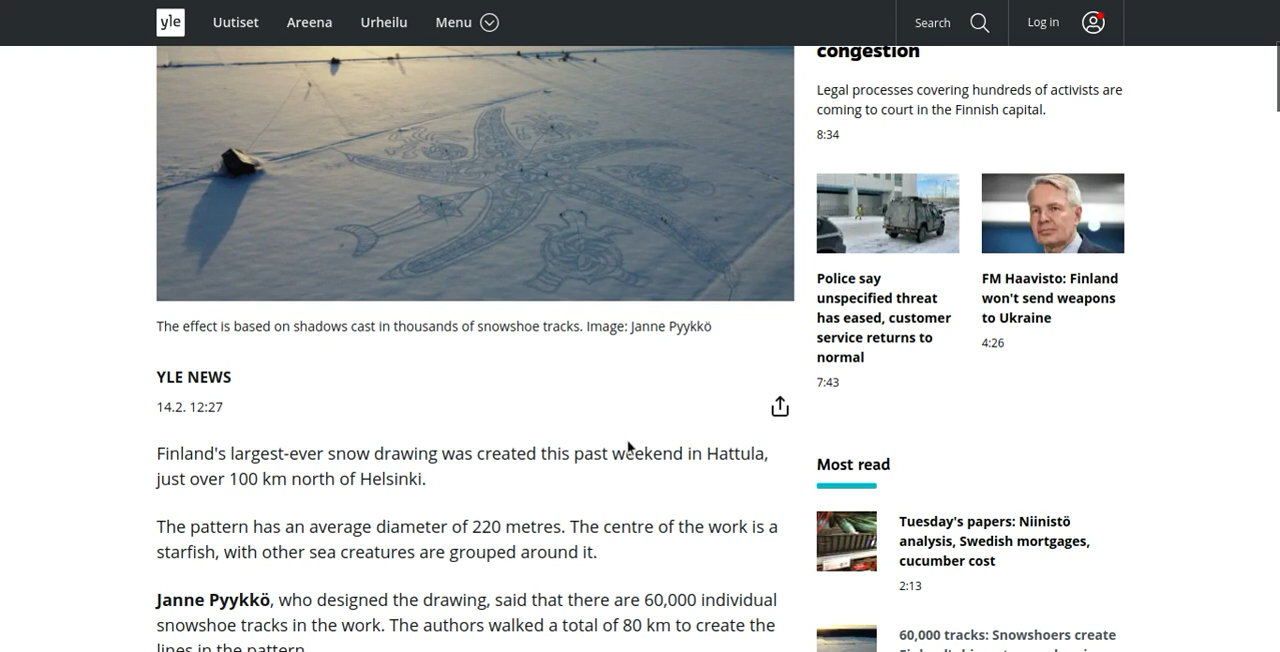 yle
Uutiset
Areena
Urheilu
Menu
Search
Log in
The effect is based on shadows cast in thousands of snowshoe tracks. Image: Janne Pyykkö
YLE NEWS
14.2. 12:27
Finland's largest-ever snow drawing was created this past weekend in Hattula,
just over 100 km north of Helsinki.
The pattern has an average diameter of 220 metres. The centre of the work is a
starfish, with other sea creatures are grouped around it.
Janne Pyykkö, who designed the drawing, said that there are 60,000 individual
snowshoe tracks in the work. The authors walked a total of 80 km to create the
lines in the pattern.
congestion
Legal processes covering hundreds of activists are
coming to court in the Finnish capital.
8:34
Police say
unspecified threat
has eased, customer
service returns to
normal
7:43
FM Haavisto: Finland
won't send weapons
to Ukraine
4:26
Most read
Tuesday's papers: Niinistö
analysis, Swedish mortgages,
cucumber cost
2:13
60,000 tracks: Snowshoers create